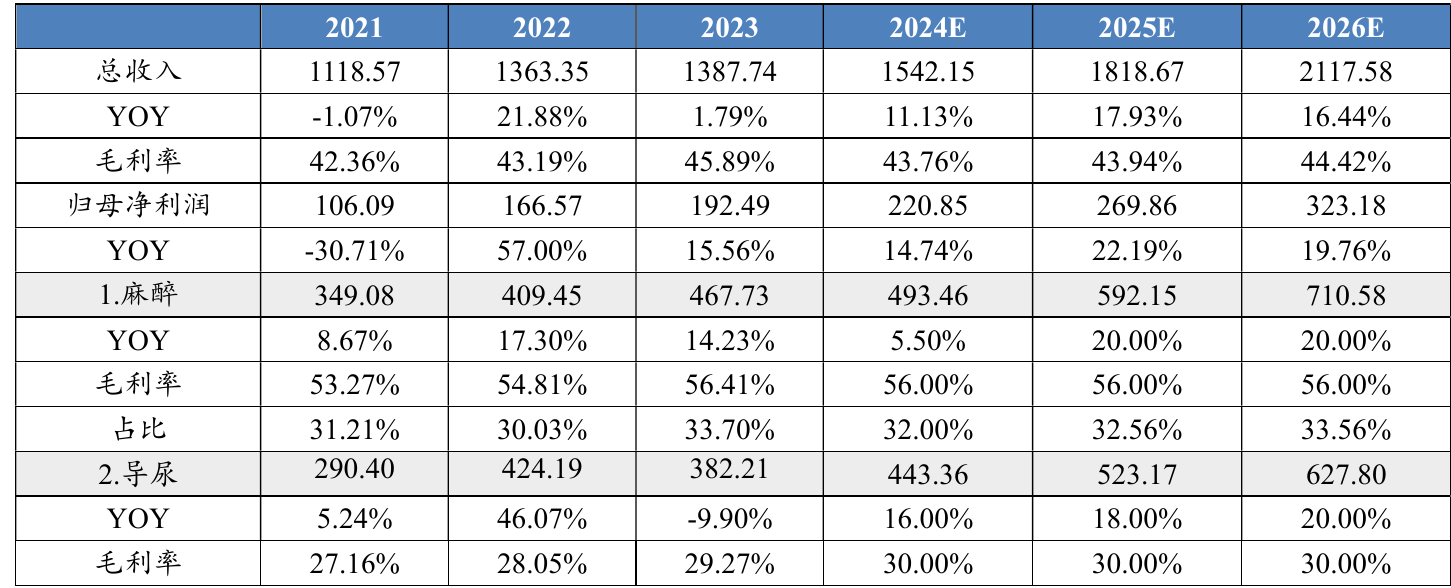 2021 2022 2023 2024E 2025E 2026E
总收入 1118.57 1363.35 1387.74 1542.15 1818.67 2117.58
YOY -1.07% 21.88% 1.79% 11.13% 17.93% 16.44%
毛利率 42.36% 43.19% 45.89% 43.76% 43.94% 44.42%
归母净利润 106.09 166.57 192.49 220.85 269.86 323.18
YOY -30.71% 57.00% 15.56% 14.74% 22.19% 19.76%
1.麻醉 349.08 409.45 467.73 493.46 592.15 710.58
YOY 8.67% 17.30% 14.23% 5.50% 20.00% 20.00%
毛利率 53.27% 54.81% 56.41% 56.00% 56.00% 56.00%
占比 31.21% 30.03% 33.70% 32.00% 32.56% 33.56%
2.导尿 290.40 424.19 382.21 443.36 523.17 627.80
YOY 5.24% 46.07% -9.90% 16.00% 18.00% 20.00%
毛利率 27.16% 28.05% 29.27% 30.00% 30.00% 30.00%